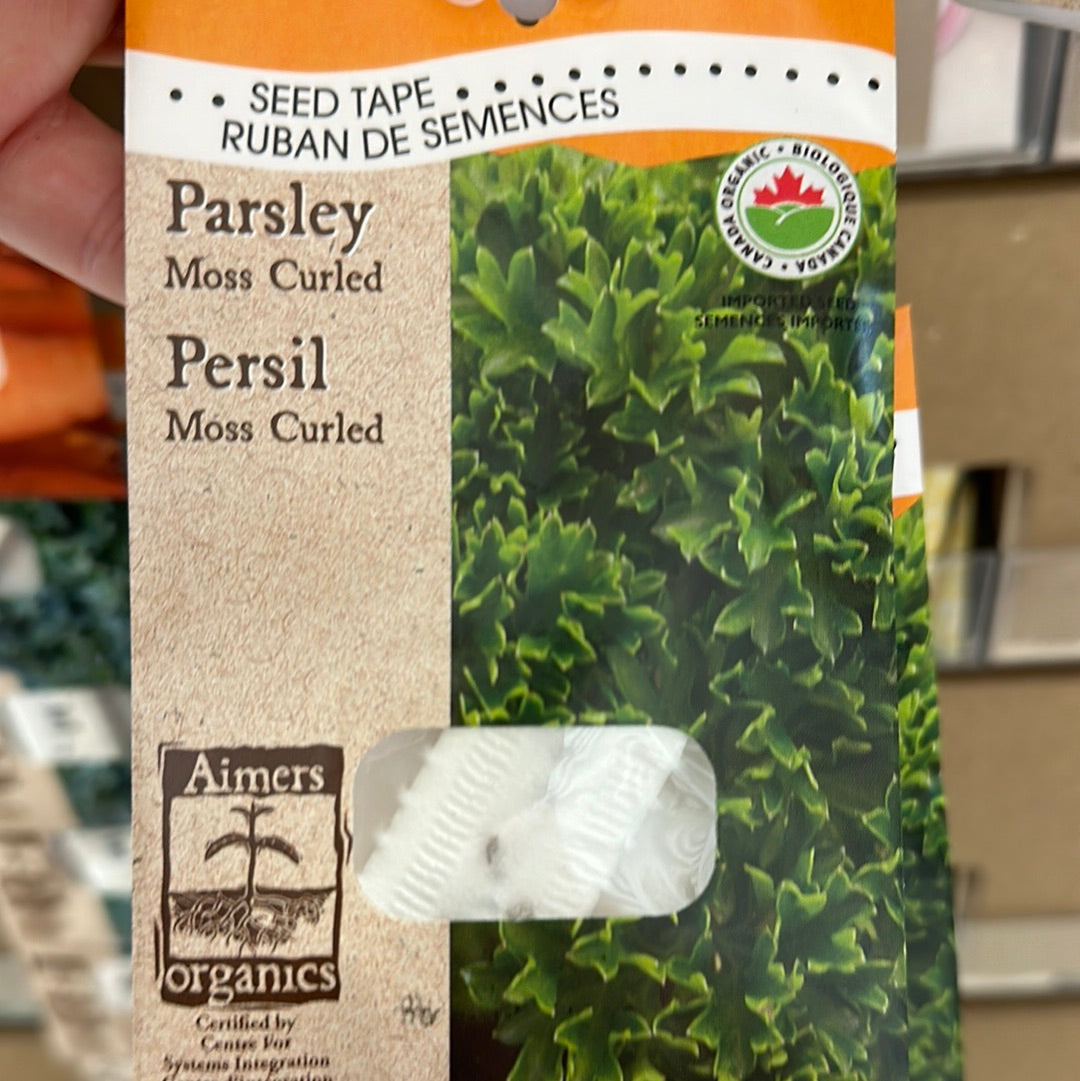 SEED TAPE
RUBAN DE SEMENCES
Parsley
Moss Curled
Persil
Moss Curled
CANADA ORGANIC • BIOLOGIQUE CANADA •
IMPORTED SEED
SEMENCES IMPORTÉ
Aimers
organics
Certified by
Centre For
Systems Integration